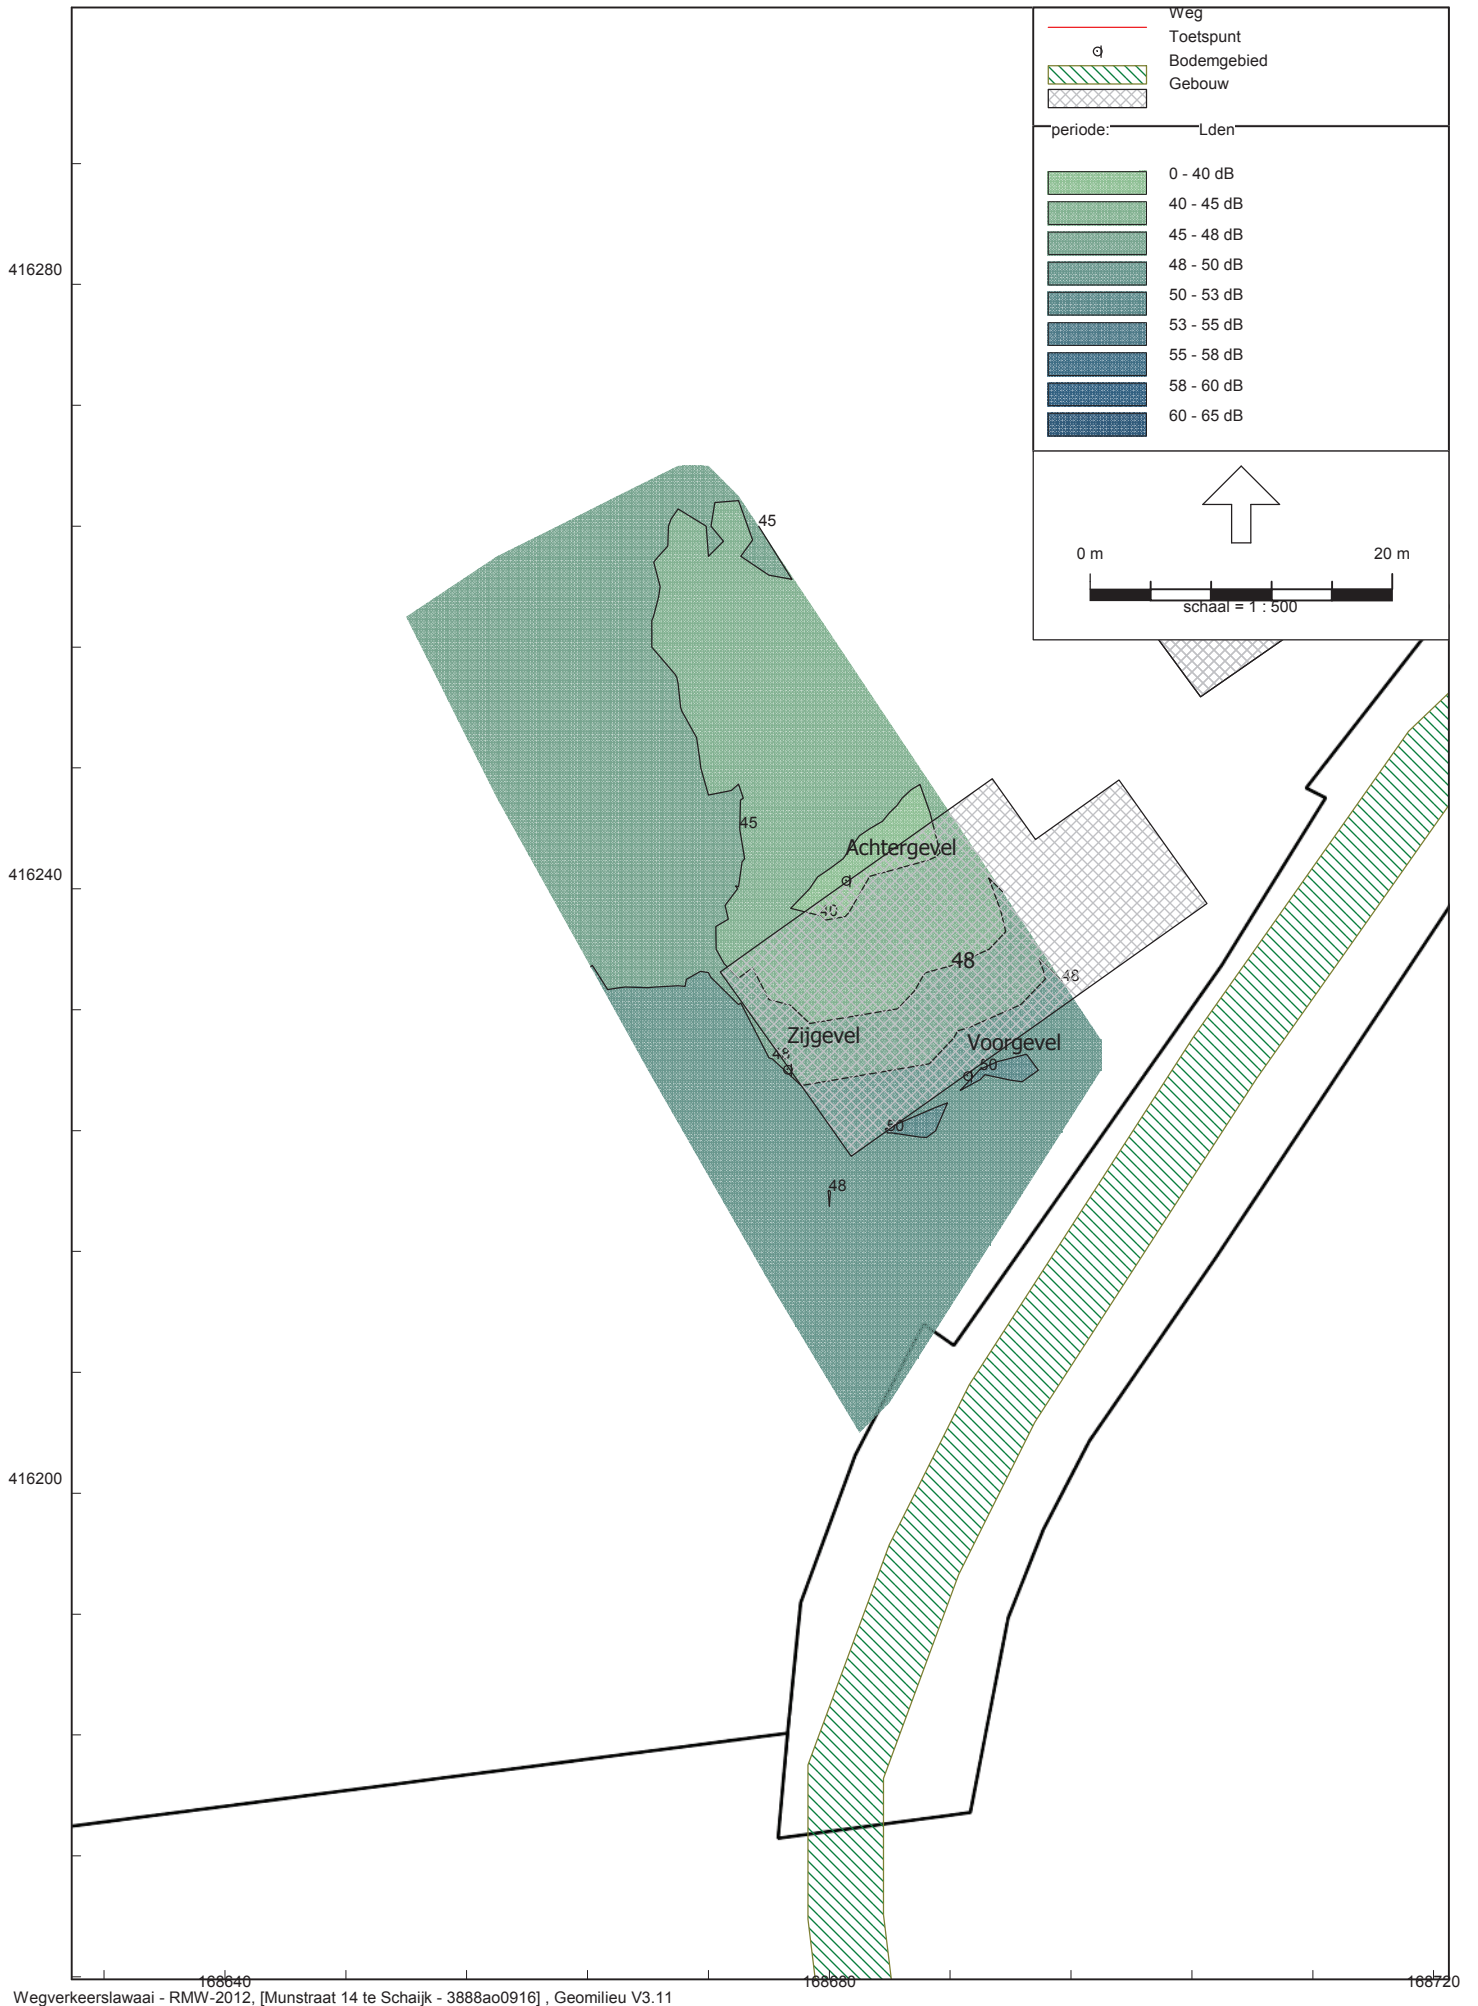 Weg
Toetspunt
Bodemgebied
Gebouw
periode: Lden
0 - 40 dB
40 - 45 dB
45 - 48 dB
48 - 50 dB
50 - 53 dB
53 - 55 dB
55 - 58 dB
58 - 60 dB
60 - 65 dB
0 m 20 m
schaal = 1 : 500
416280
45
45
Achtergevel
416240
40
48
48
Zijgevel
Voorgevel
48
50
50
48
416200
168640 168680 168720
Wegverkeerslawaai - RMW-2012, [Munstraat 14 te Schaijk - 3888ao0916] , Geomilieu V3.11